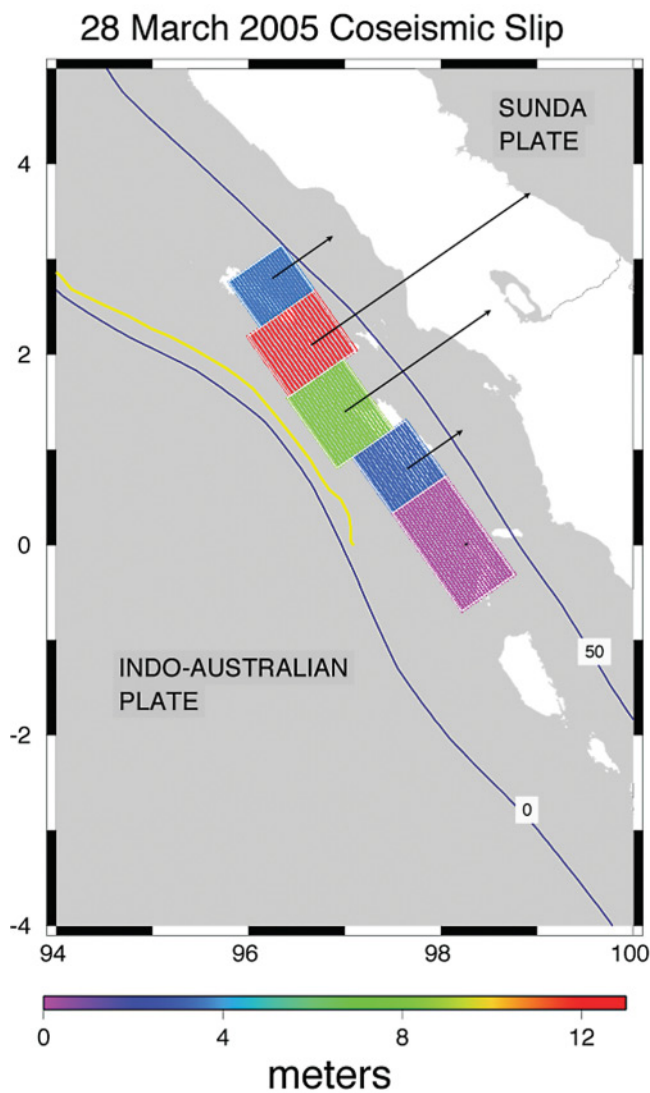 28 March 2005 Coseismic Slip
SUNDA
PLATE
4
2
0
50
INDO-AUSTRALIAN
PLATE
-2
0
-4
94 96 98 100
0 4 8 12
meters